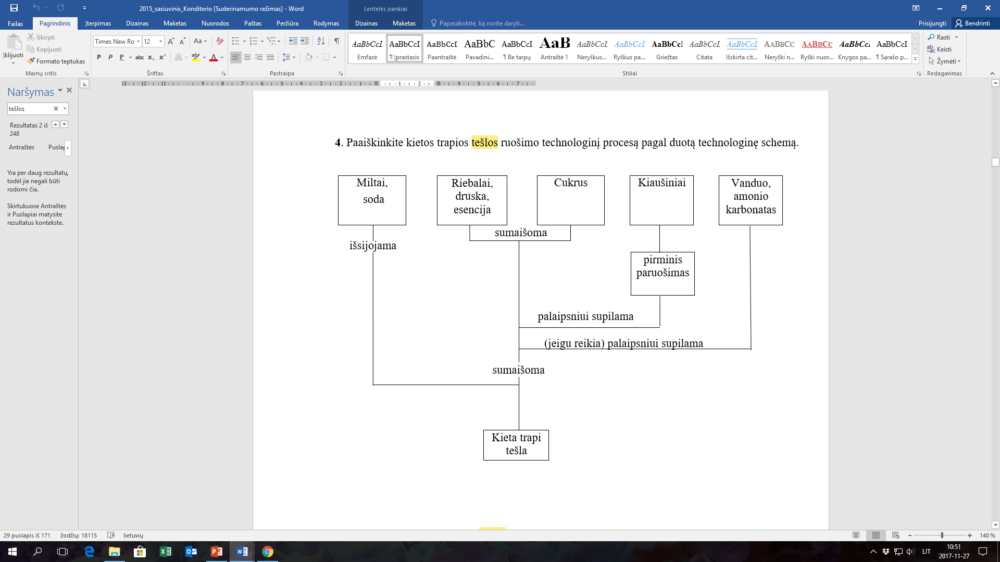 2015_sasiuvinis_Konditerio [Suderinamumo režimas] - Word
Lentelės įrankiai
Failas
Pagrindinis
Įterpimas
Dizainas
Maketas
Nuorodos
Paštas
Peržiūra
Rodymas
Dizainas
Maketas
Papasakokite, ką norite daryti...
Prisijungti
Bendrinti
Įklijuoti
Iškirpti
Kopijuoti
Formato teptukas
Mainų sritis
Times New Ro
12
Šriftas
Pastraipa
AaBbCcI AaBbCcI AaBbCcI AaBbC AaBbCcI AaB AaBbCcI AaBbCcI AaBbCcI AaBbCcI AaBbCcI AaBbCc AaBbCc AaBbCcI AaBbCcI
Emfazė
¶ Įprastasis
Paantraštė
Pavadini...
¶ Be tarpų
Antraštė 1
Neryškus...
Ryškus pa...
Griežtas
Citata
Išskirta cit...
Neryški n...
Ryški nuor...
Knygos pa...
¶ Sąrašo p...
Stiliai
Rasti
Keisti
Žymėti
Redagavimas
Naršymas
tešlos
Rezultatas 2 iš
248
Antraštės
Puslap
Yra per daug rezultatų,
todėl jie negali būti
rodomi čia.
Skirtukuose Antraštės
ir Puslapiai matysite
rezultatus kontekste.
4. Paaiškinkite kietos trapios tešlos ruošimo technologinį procesą pagal duotą technologinę schemą.
Miltai,
soda
Riebalai,
druska,
esencija
Cukrus
Kiaušiniai
Vanduo,
amonio
karbonatas
sumaišoma
išsijojama
pirminis
paruošimas
palaipsniui supilama
(jeigu reikia) palaipsniui supilama
sumaišoma
Kieta trapi
tešla
29 puslapis iš 171
žodžių: 18115
lietuvių
140 %
LIT
10:51
2017-11-27